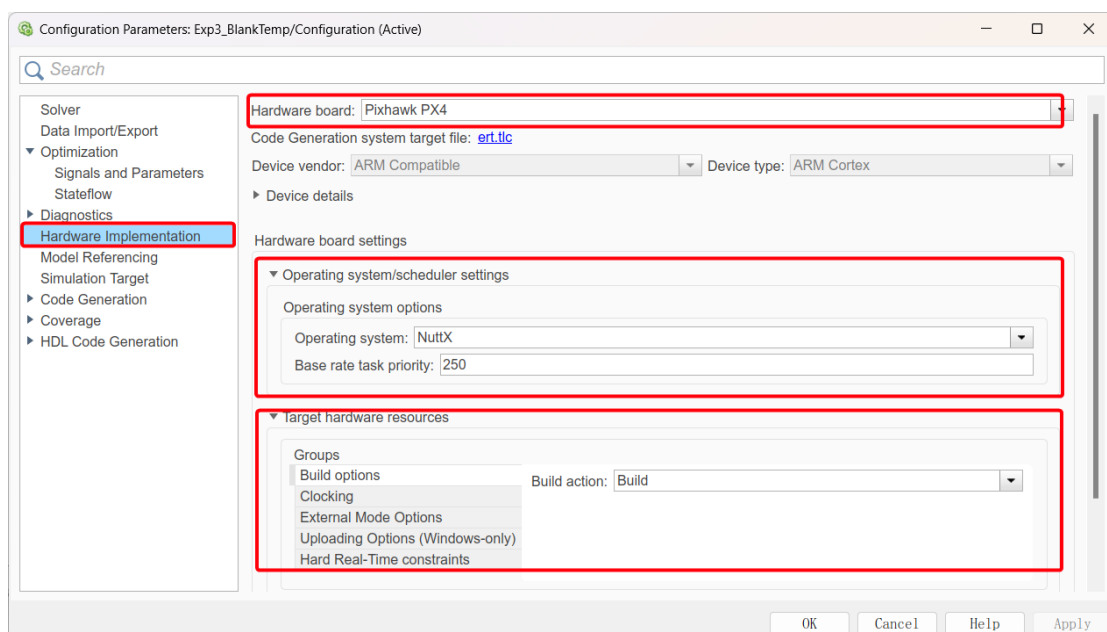 Configuration Parameters: Exp3_BlankTemp/Configuration (Active)
Search
Solver
Data Import/Export
Optimization
Signals and Parameters
Stateflow
Diagnostics
Hardware Implementation
Model Referencing
Simulation Target
Code Generation
Coverage
HDL Code Generation
Hardware board: Pixhawk PX4
Code Generation system target file: ert.tlc
Device vendor: ARM Compatible Device type: ARM Cortex
Device details
Hardware board settings
Operating system/scheduler settings
Operating system options
Operating system: NuttX
Base rate task priority: 250
Target hardware resources
Groups
Build options
Clocking
External Mode Options
Uploading Options (Windows-only)
Hard Real-Time constraints
Build action: Build
OK Cancel Help Apply